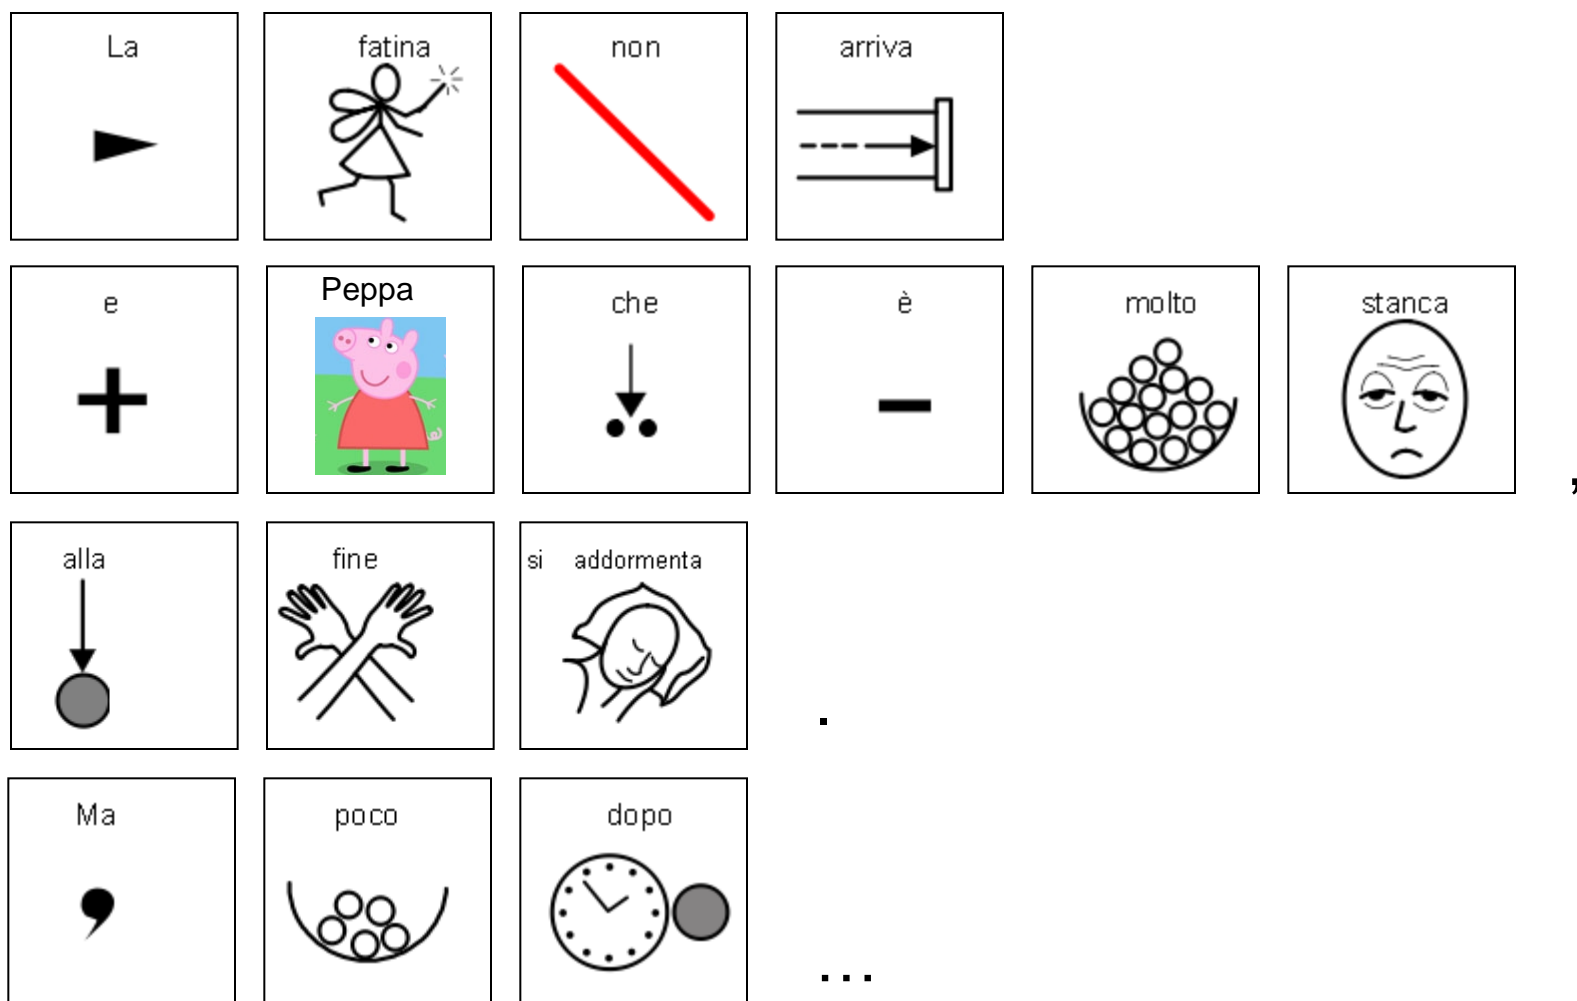 La fatina non arriva
e Peppa che è molto stanca ,
alla fine si addormenta .
Ma poco dopo ...